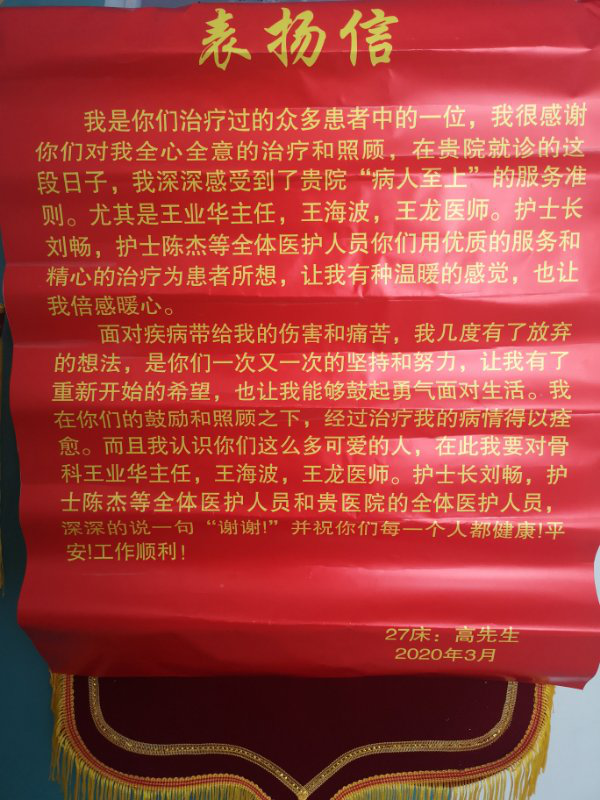 表扬信
我是你们治疗过的众多患者中的一位，我很感谢
你们对我全心全意的治疗和照顾，在贵院就诊的这
段日子，我深深感受到了贵院“病人至上”的服务准
则。尤其是王业华主任，王海波，王龙医师。护士长
刘畅，护士陈杰等全体医护人员你们用优质的服务和
精心的治疗为患者所想，让我有种温暖的感觉，也让
我倍感暖心。
面对疾病带给我的伤害和痛苦，我几度有了放弃
的想法，是你们一次又一次的坚持和努力，让我有了
重新开始的希望，也让我能够鼓起勇气面对生活。我
在你们的鼓励和照顾之下，经过治疗我的病情得以痊
愈。而且我认识你们这么多可爱的人，在此我要对骨
科王业华主任，王海波，王龙医师。护士长刘畅，护
士陈杰等全体医护人员和贵医院的全体医护人员，
深深的说一句“谢谢!”并祝你们每一个人都健康!平
安!工作顺利!
27床：高先生
2020年3月